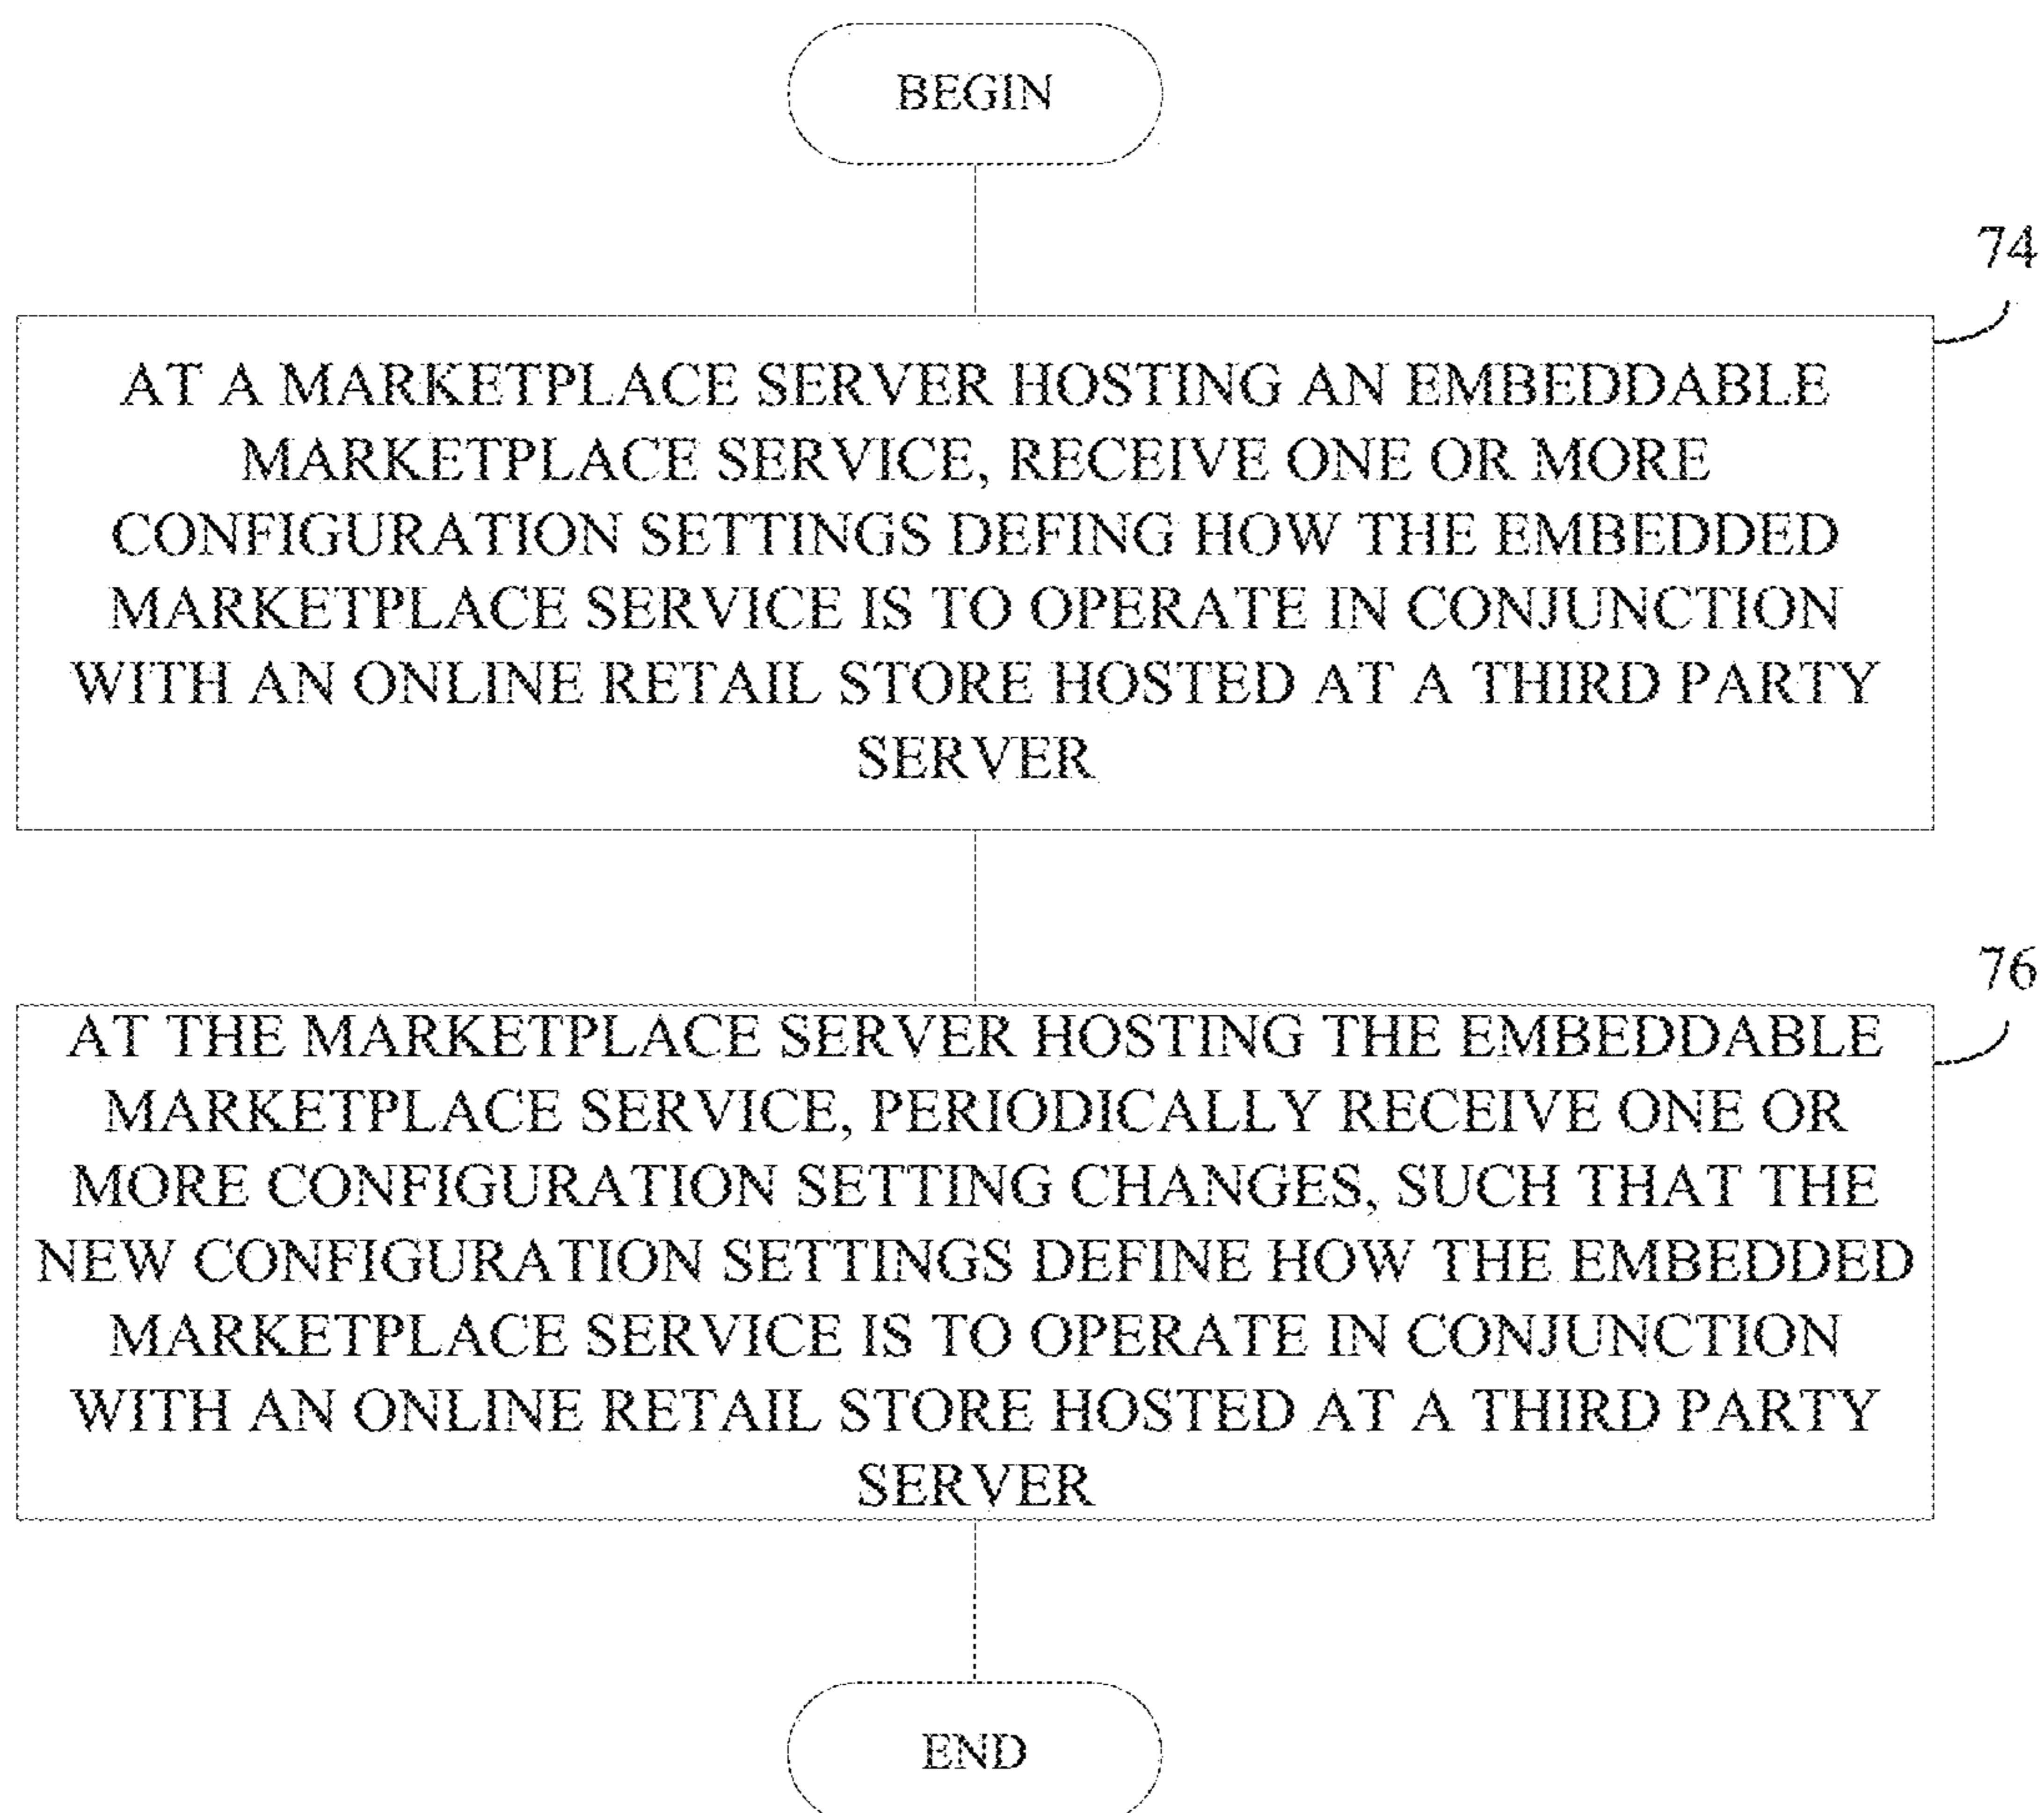 BEGIN
74
AT A MARKETPLACE SERVER HOSTING AN EMBEDDABLE
MARKETPLACE SERVICE, RECEIVE ONE OR MORE
CONFIGURATION SETTINGS DEFING HOW THE EMBEDDED
MARKETPLACE SERVICE IS TO OPERATE IN CONJUNCTION
WITH AN ONLINE RETAIL STORE HOSTED AT A THIRD PARTY
SERVER
76
AT THE MARKETPLACE SERVER HOSTING THE EMBEDDABLE
MARKETPLACE SERVICE, PERIODICALLY RECEIVE ONE OR
MORE CONFIGURATION SETTING CHANGES, SUCH THAT THE
NEW CONFIGURATION SETTINGS DEFINE HOW THE EMBEDDED
MARKETPLACE SERVICE IS TO OPERATE IN CONJUNCTION
WITH AN ONLINE RETAIL STORE HOSTED AT A THIRD PARTY
SERVER
END